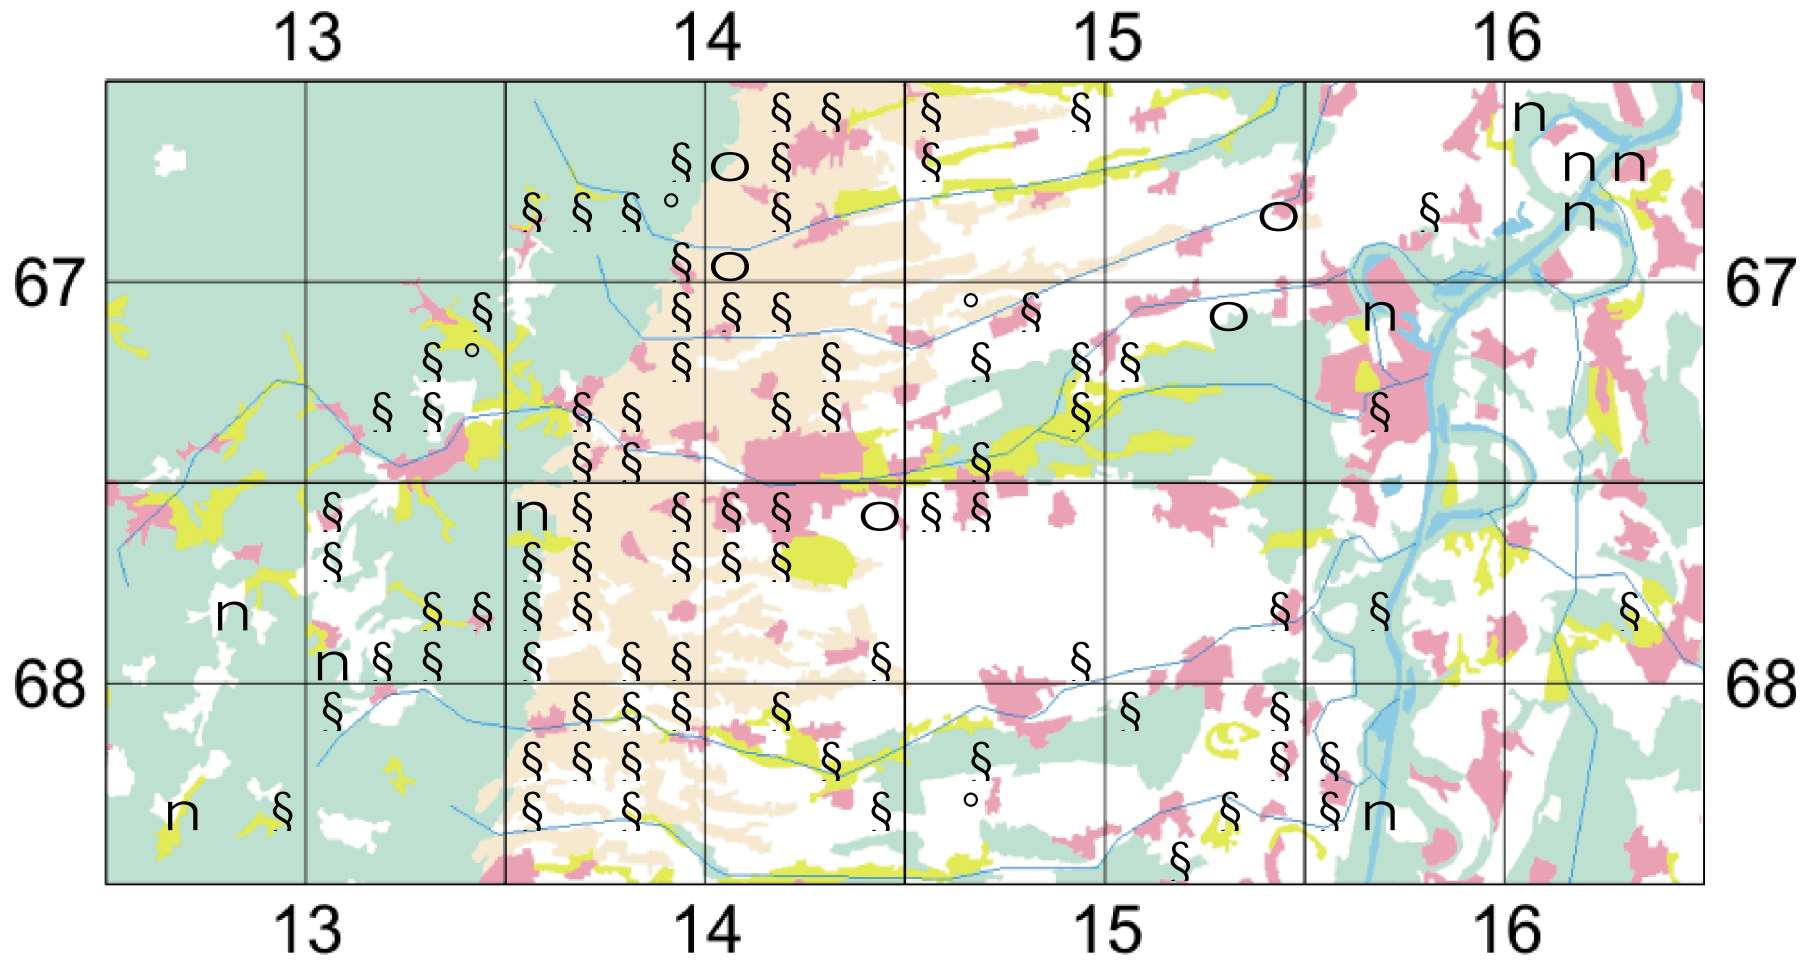 13 14 15 16
§ § § § n
§ o § § n n
§ § § ° § o § n
§ o
67 67
§ § § § ° § o n
§ ° § § § § §
§ § § § § § § §
§ § §
§ n § § § § o § §
§ § § § § §
n § § § § § § §
n § § § § § § §
68 68
§ § § § § § §
§ § § § § § §
n § § § § ° § § n
§
13 14 15 16